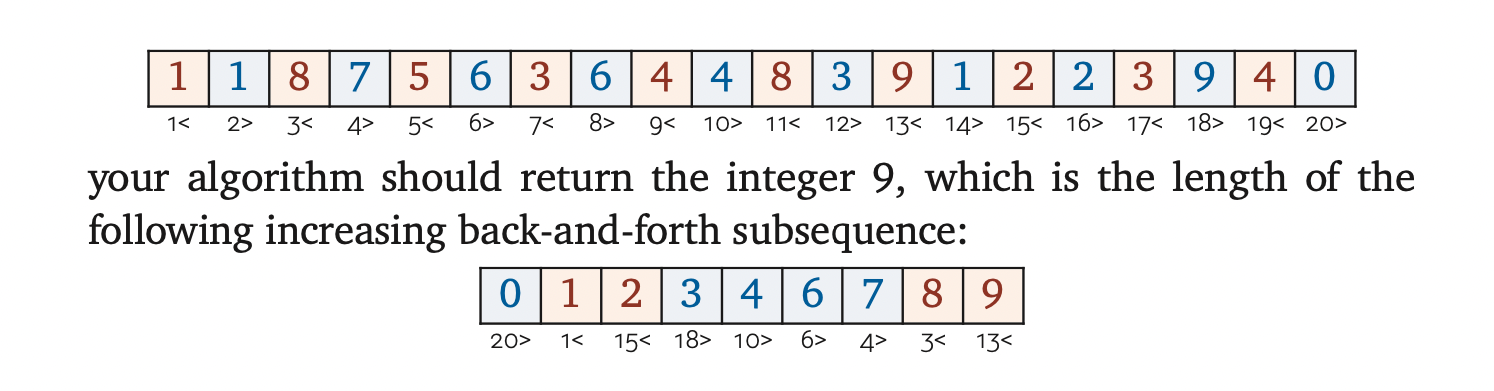 1 1 8 7 5 6 3 6 4 4 8 3 9 1 2 2 3 9 4 0
1< 2> 3< 4> 5< 6> 7< 8> 9< 10> 11< 12> 13< 14> 15< 16> 17< 18> 19< 20>
your algorithm should return the integer 9, which is the length of the
following increasing back-and-forth subsequence:
0 1 2 3 4 6 7 8 9
20> 1< 15< 18> 10> 6> 4> 3< 13<